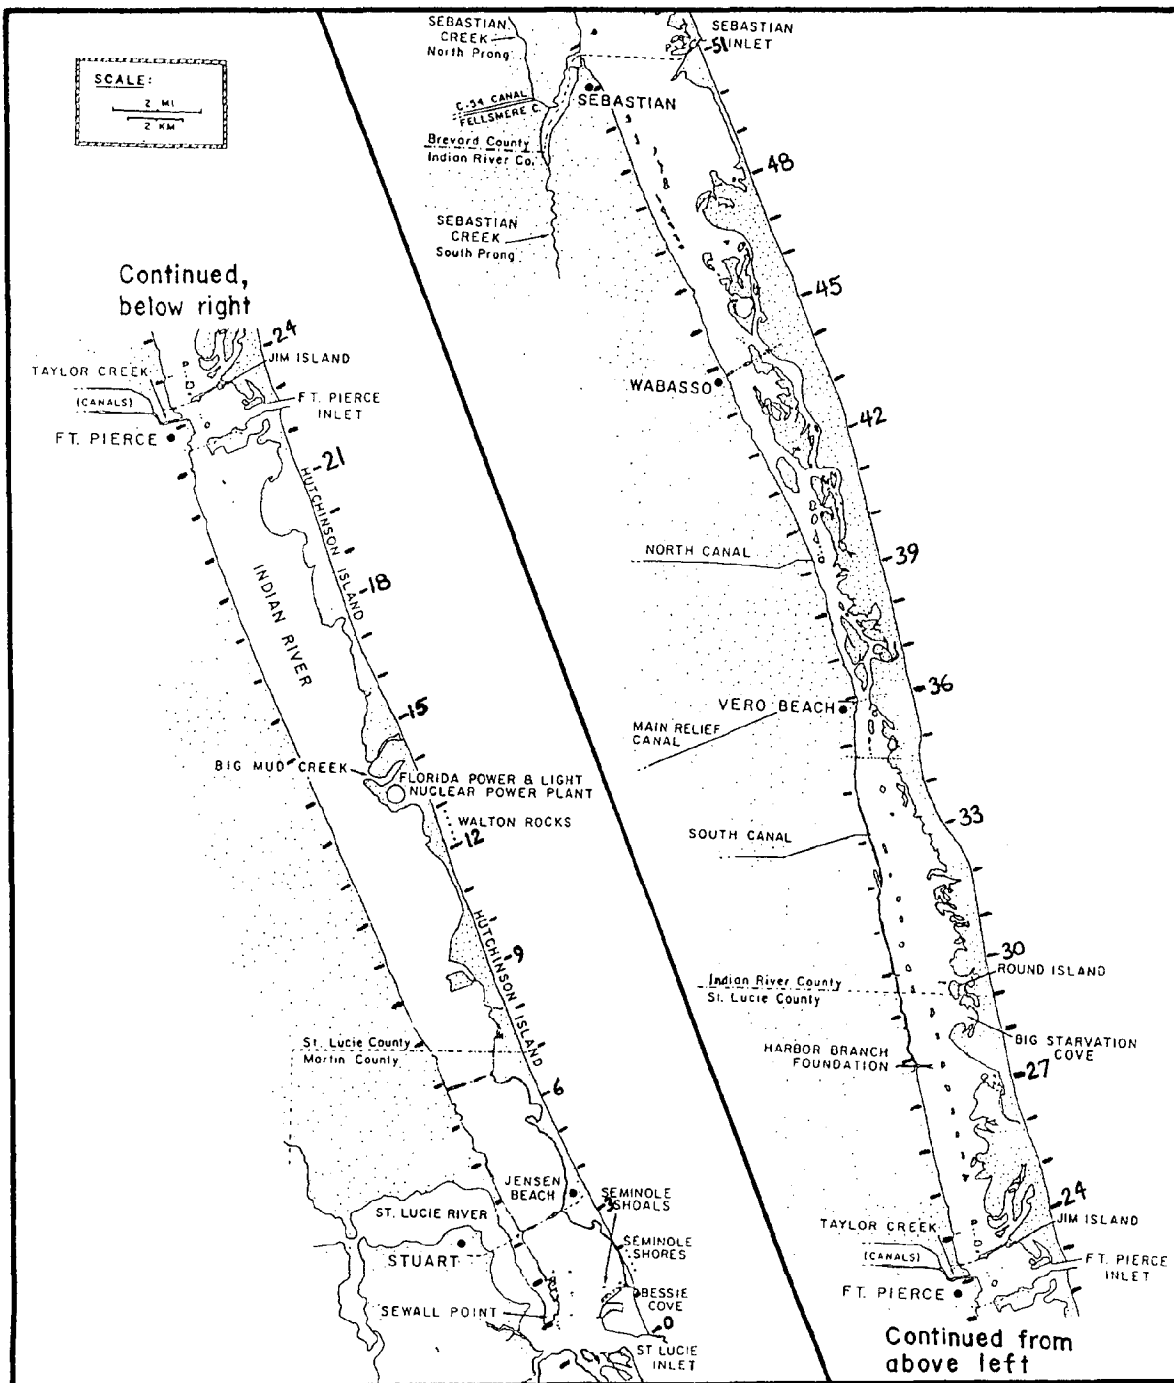 SCALE:
2 MI
2 KM
Continued,
below right
24
TAYLOR CREEK
JIM ISLAND
(CANALS)
FT. PIERCE
INLET
FT. PIERCE
21
HUTCHINSON ISLAND
18
INDIAN RIVER
15
BIG MUD CREEK
FLORIDA POWER & LIGHT
NUCLEAR POWER PLANT
WALTON ROCKS
12
HUTCHINSON ISLAND
9
St. Lucie County
Martin County
6
JENSEN
BEACH
3
SEMINOLE
SHOALS
ST. LUCIE RIVER
SEMINOLE
SHORES
STUART
BESSIE
COVE
SEWALL POINT
0
ST LUCIE
INLET
SEBASTIAN
CREEK
North Prong
SEBASTIAN
INLET
51
C-54 CANAL
FELLSMERE C.
SEBASTIAN
Brevard County
Indian River Co.
48
SEBASTIAN
CREEK
South Prong
45
WABASSO
42
NORTH CANAL
39
36
VERO BEACH
MAIN RELIEF
CANAL
33
SOUTH CANAL
30
ROUND ISLAND
Indian River County
St. Lucie County
BIG STARVATION
COVE
HARBOR BRANCH
FOUNDATION
27
24
TAYLOR CREEK
JIM ISLAND
(CANALS)
FT. PIERCE
INLET
FT. PIERCE
Continued from
above left